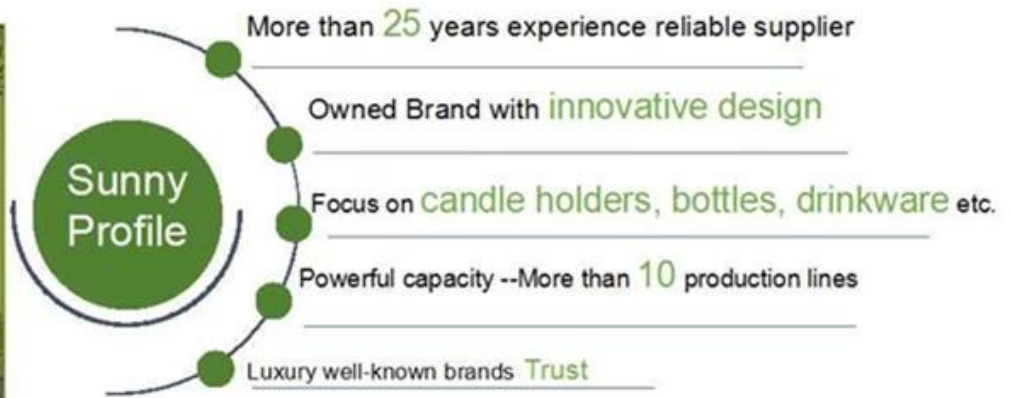 More than 25 years experience reliable supplier
Owned Brand with innovative design
Sunny
Profile
Focus on candle holders, bottles, drinkware etc.
Powerful capacity --More than 10 production lines
Luxury well-known brands Trust